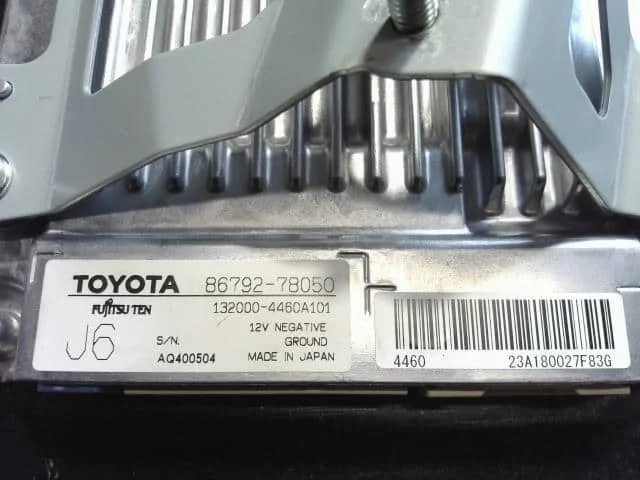 TOYOTA 86792-78050
FUJITSU TEN 132000-4460A101
J6 12V NEGATIVE
S/N. GROUND
AQ400504 MADE IN JAPAN
4460 23A180027F83G